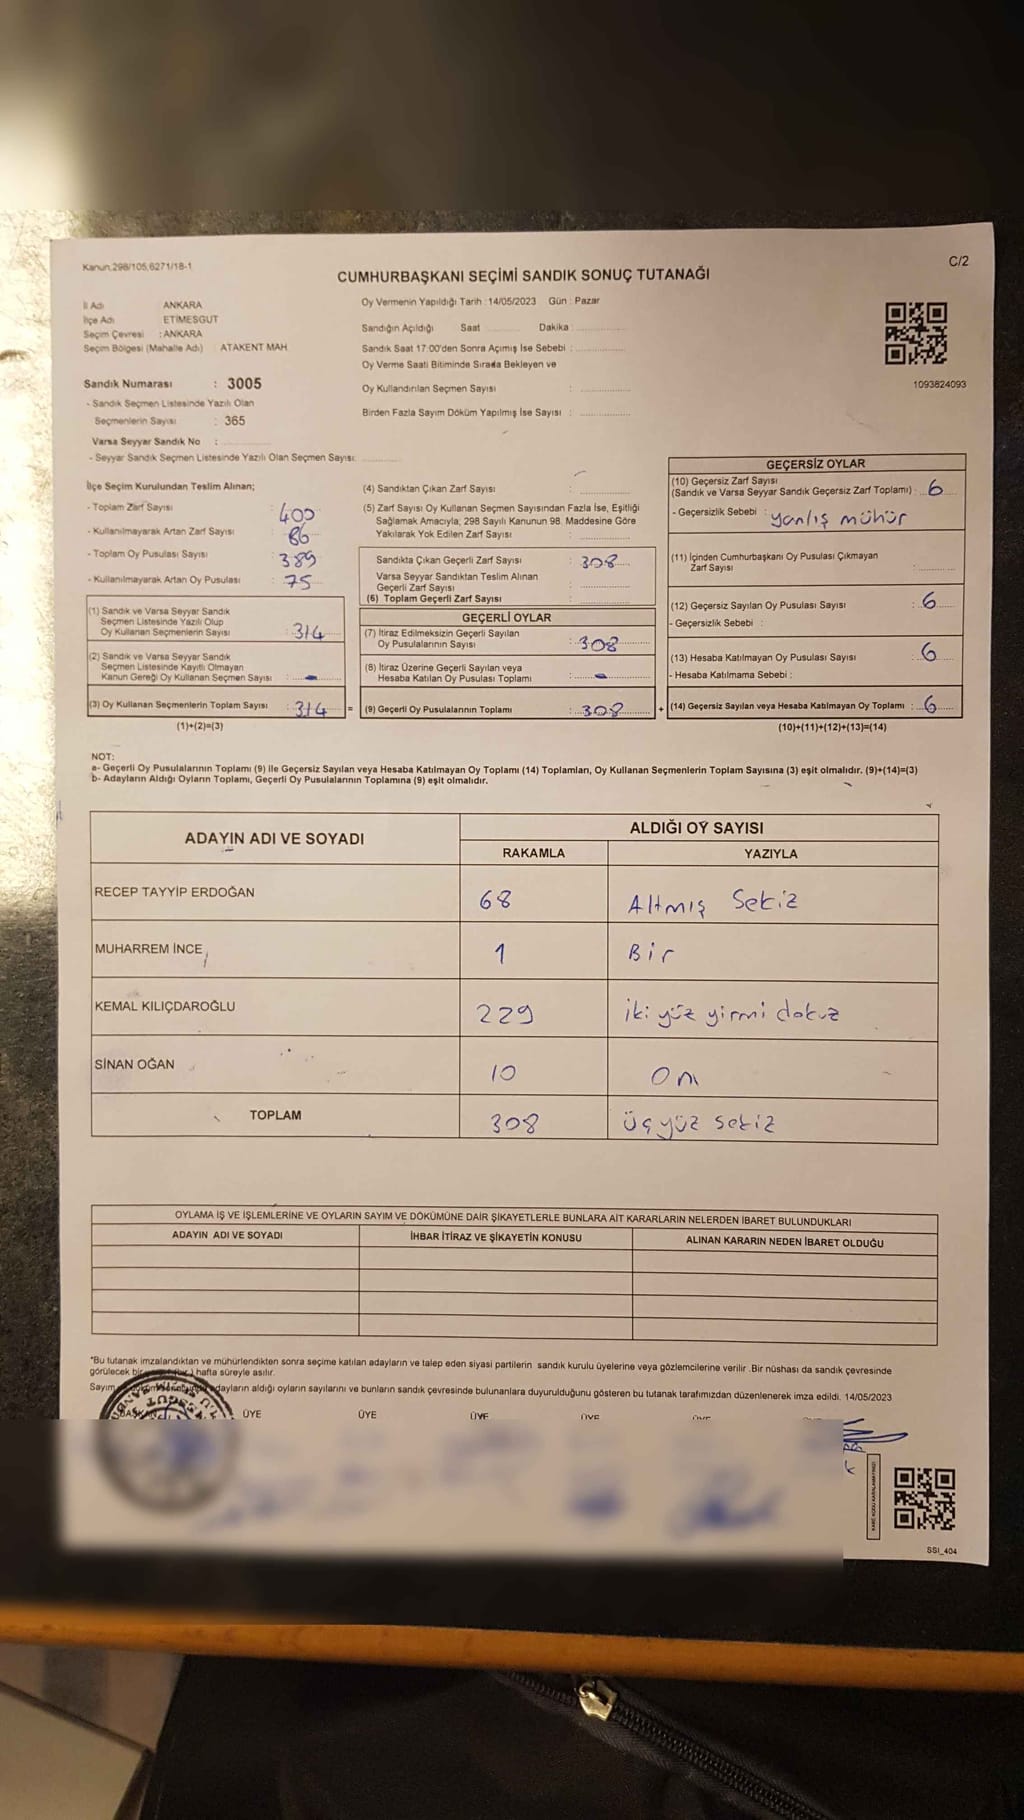 Kanun.298/105,6271/18-1
C/2
CUMHURBAŞKANI SEÇİMİ SANDIK SONUÇ TUTANAĞI
İl Adı ANKARA
İlçe Adı ETİMESGUT
Seçim Çevresi : ANKARA
Seçim Bölgesi (Mahalle Adı) : ATAKENT MAH
Oy Vermenin Yapıldığı Tarih : 14/05/2023 Gün : Pazar
Sandığın Açıldığı Saat Dakika :
Sandık Saat 17:00'den Sonra Açımış İse Sebebi :
Oy Verme Saati Bitiminde Sırada Bekleyen ve
Oy Kullandırılan Seçmen Sayısı :
Birden Fazla Sayım Döküm Yapılmış İse Sayısı :
1093824093
Sandık Numarası : 3005
- Sandık Seçmen Listesinde Yazılı Olan
Seçmenlerin Sayısı : 365
Varsa Seyyar Sandık No :
- Seyyar Sandık Seçmen Listesinde Yazılı Olan Seçmen Sayısı:
İlçe Seçim Kurulundan Teslim Alınan;
- Toplam Zarf Sayısı : 400
- Kullanılmayarak Artan Zarf Sayısı : 86
- Toplam Oy Pusulası Sayısı : 389
- Kullanılmayarak Artan Oy Pusulası : 75
(1) Sandık ve Varsa Seyyar Sandık
Seçmen Listesinde Yazılı Olup
Oy Kullanan Seçmenlerin Sayısı : 314
(2) Sandık ve Varsa Seyyar Sandık
Seçmen Listesinde Kayıtlı Olmayan
Kanun Gereği Oy Kullanan Seçmen Sayısı : -
(3) Oy Kullanan Seçmenlerin Toplam Sayısı : 314 =
(1)+(2)=(3)
(4) Sandıktan Çıkan Zarf Sayısı :
(5) Zarf Sayısı Oy Kullanan Seçmen Sayısından Fazla İse, Eşitliği
Sağlamak Amacıyla; 298 Sayılı Kanunun 98. Maddesine Göre
Yakılarak Yok Edilen Zarf Sayısı :
Sandıkta Çıkan Geçerli Zarf Sayısı : 308
Varsa Seyyar Sandıktan Teslim Alınan
Geçerli Zarf Sayısı :
(6) Toplam Geçerli Zarf Sayısı :
GEÇERLİ OYLAR
(7) İtiraz Edilmeksizin Geçerli Sayılan
Oy Pusulalarının Sayısı : 308
(8) İtiraz Üzerine Geçerli Sayılan veya
Hesaba Katılan Oy Pusulası Toplamı : -
(9) Geçerli Oy Pusulalarının Toplamı : 308 +
GEÇERSİZ OYLAR
(10) Geçersiz Zarf Sayısı
(Sandık ve Varsa Seyyar Sandık Geçersiz Zarf Toplamı) : 6
- Geçersizlik Sebebi : yanlış mühür
(11) İçinden Cumhurbaşkanı Oy Pusulası Çıkmayan
Zarf Sayısı :
(12) Geçersiz Sayılan Oy Pusulası Sayısı : 6
- Geçersizlik Sebebi :
(13) Hesaba Katılmayan Oy Pusulası Sayısı : 6
- Hesaba Katılmama Sebebi :
(14) Geçersiz Sayılan veya Hesaba Katılmayan Oy Toplamı : 6
(10)+(11)+(12)+(13)=(14)
NOT:
a- Geçerli Oy Pusulalarının Toplamı (9) İle Geçersiz Sayılan veya Hesaba Katılmayan Oy Toplamı (14) Toplamları, Oy Kullanan Seçmenlerin Toplam Sayısına (3) eşit olmalıdır. (9)+(14)=(3)
b- Adayların Aldığı Oyların Toplamı, Geçerli Oy Pusulalarının Toplamına (9) eşit olmalıdır.
ADAYIN ADI VE SOYADI ALDIĞI OY SAYISI
RAKAMLA YAZIYLA
RECEP TAYYİP ERDOĞAN 68 Altmış Sekiz
MUHARREM İNCE 1 Bir
KEMAL KILIÇDAROĞLU 229 iki yüz yirmi dokuz
SİNAN OĞAN 10 On
TOPLAM 308 üç yüz sekiz
OYLAMA İŞ VE İŞLEMLERİNE VE OYLARIN SAYIM VE DÖKÜMÜNE DAİR ŞİKAYETLERLE BUNLARA AİT KARARLARIN NELERDEN İBARET BULUNDUKLARI
ADAYIN ADI VE SOYADI İHBAR İTİRAZ VE ŞİKAYETİN KONUSU ALINAN KARARIN NEDEN İBARET OLDUĞU
*Bu tutanak imzalandıktan ve mühürlendikten sonra seçime katılan adayların ve talep eden siyasi partilerin sandık kurulu üyelerine veya gözlemcilerine verilir .Bir nüshası da sandık çevresinde
görülecek bir hafta süreyle asılır.
Sayım adayların aldığı oyların sayılarını ve bunların sandık çevresinde bulunanlara duyurulduğunu gösteren bu tutanak tarafımızdan düzenlenerek imza edildi. 14/05/2023
BAŞKAN ÜYE ÜYE ÜYE ÜYE
SSI_404